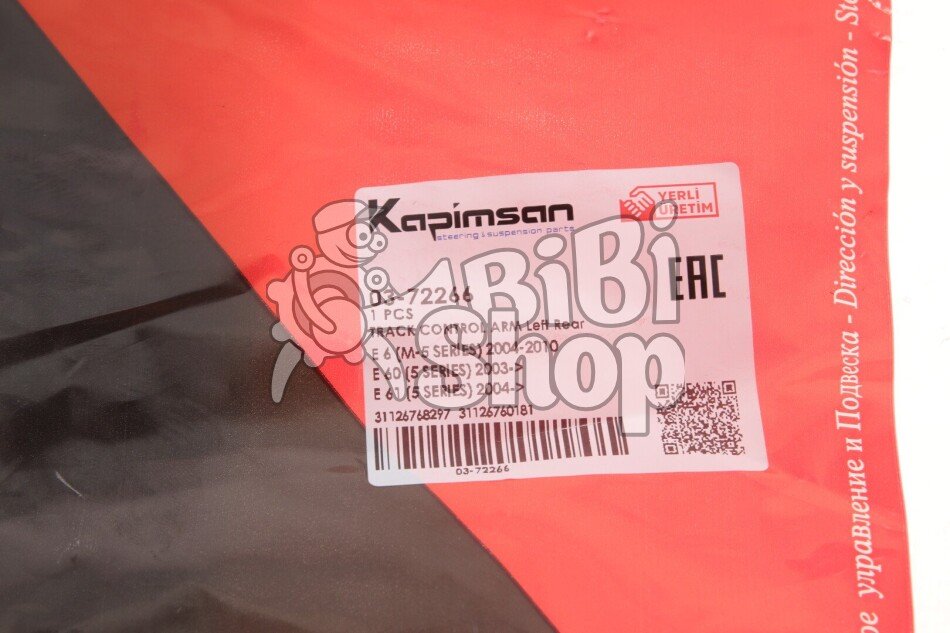 Kapimsan
steering & suspension parts
YERLİ
ÜRETİM
BiBi
Shop
EAC
03-72266
1 PCS
TRACK CONTROL ARM Left Rear
E 6 (M-5 SERIES) 2004-2010
E 60 (5 SERIES) 2003->
E 61 (5 SERIES) 2004->
31126768297 31126760181
03-72266
управление и Подвеска - Dirección y suspensión -